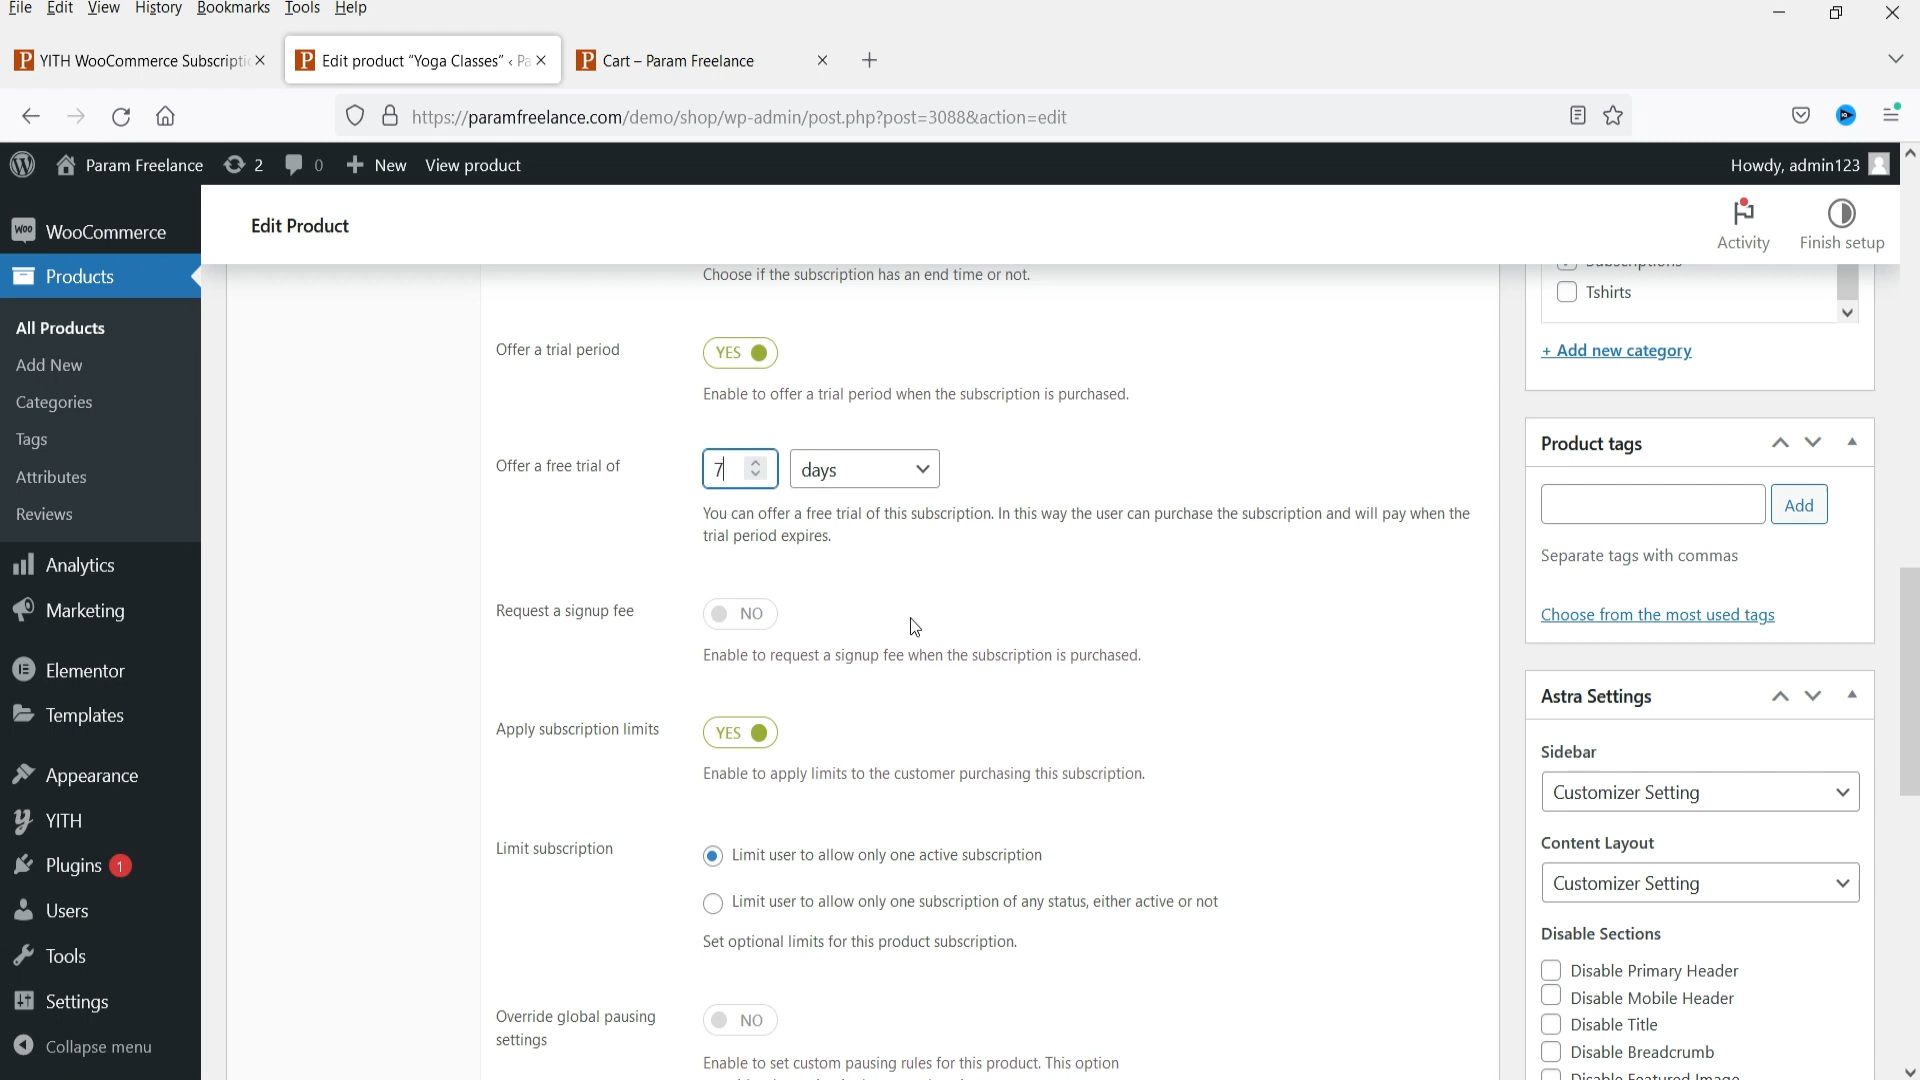 File Edit View History Bookmarks Tools Help
YITH WooCommerce Subscripti
Edit product "Yoga Classes" ‹ Pa
Cart – Param Freelance
https://paramfreelance.com/demo/shop/wp-admin/post.php?post=3088&action=edit
Param Freelance 2 0 New View product
Howdy, admin123
WooCommerce
Products
All Products
Add New
Categories
Tags
Attributes
Reviews
Analytics
Marketing
Elementor
Templates
Appearance
YITH
Plugins 1
Users
Tools
Settings
Collapse menu
Edit Product
Activity
Finish setup
Choose if the subscription has an end time or not.
Offer a trial period
YES
Enable to offer a trial period when the subscription is purchased.
Offer a free trial of
7 days
You can offer a free trial of this subscription. In this way the user can purchase the subscription and will pay when the
trial period expires.
Request a signup fee
NO
Enable to request a signup fee when the subscription is purchased.
Apply subscription limits
YES
Enable to apply limits to the customer purchasing this subscription.
Limit subscription
Limit user to allow only one active subscription
Limit user to allow only one subscription of any status, either active or not
Set optional limits for this product subscription.
Override global pausing
settings
NO
Enable to set custom pausing rules for this product. This option
Tshirts
+ Add new category
Product tags
Add
Separate tags with commas
Choose from the most used tags
Astra Settings
Sidebar
Customizer Setting
Content Layout
Customizer Setting
Disable Sections
Disable Primary Header
Disable Mobile Header
Disable Title
Disable Breadcrumb
Disable Featured Image